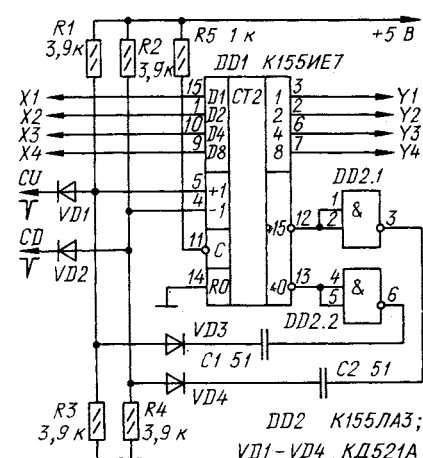 R1
3,9к
R2
3,9к
R5 1 к
+5 В
DD1 К155ИЕ7
X1
15
D1
CT2
1
3
Y1
X2
1
D2
2
2
Y2
X3
10
D4
4
6
Y3
X4
9
D8
8
7
Y4
CU
VD1
5
+1
4
-1
DD2.1
1
2
&
3
CD
VD2
≥15
12
11
C
14
R0
≤0
13
4
5
&
6
DD2.2
VD3
C1 51
VD4
C2 51
R3
3,9 к
R4
3,9 к
DD2 К155ЛА3;
VD1-VD4 КД521А